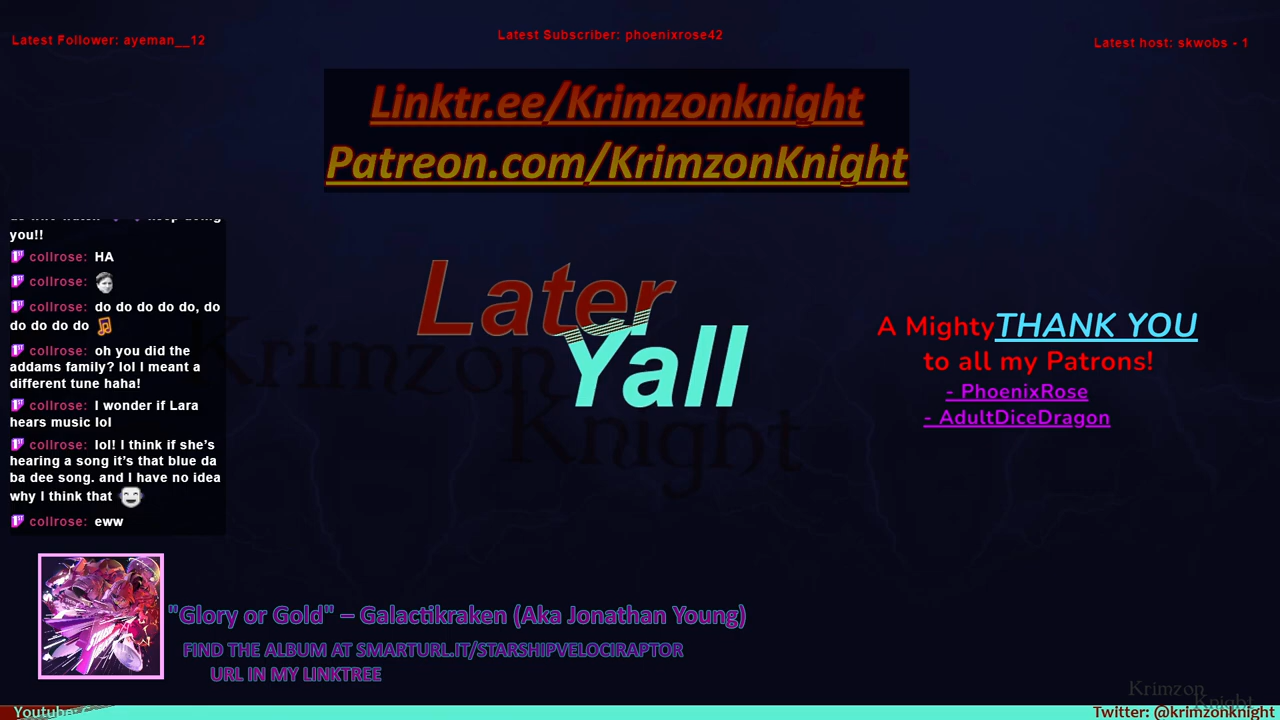 Latest Follower: ayeman__12
Latest Subscriber: phoenixrose42
Latest host: skwobs - 1
Linktr.ee/Krimzonknight
Patreon.com/KrimzonKnight
you!!
collrose: HA
collrose:
collrose: do do do do do, do
do do do do
collrose: oh you did the
addams family? lol I meant a
different tune haha!
collrose: I wonder if Lara
hears music lol
collrose: lol! I think if she's
hearing a song it's that blue da
ba dee song. and I have no idea
why I think that
collrose: eww
Later
Yall
Krimzon
Knight
A Mighty THANK YOU
to all my Patrons!
- PhoenixRose
- AdultDiceDragon
"Glory or Gold" – Galactikraken (Aka Jonathan Young)
FIND THE ALBUM AT SMARTURL.IT/STARSHIPVELOCIRAPTOR
URL IN MY LINKTREE
Krimzon
Knight
Youtube:
Twitter: @krimzonknight